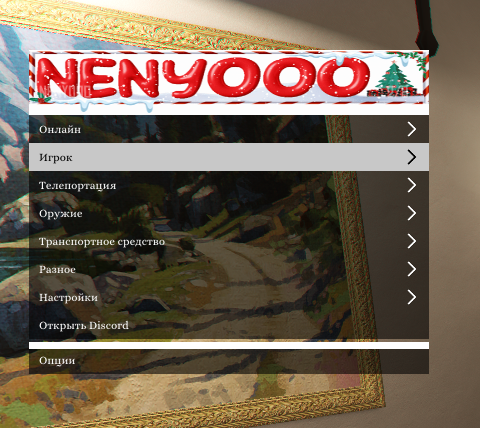 NENYOOO
Онлайн
Игрок
Телепортация
Оружие
Транспортное средство
Разное
Настройки
Открыть Discord
Опции